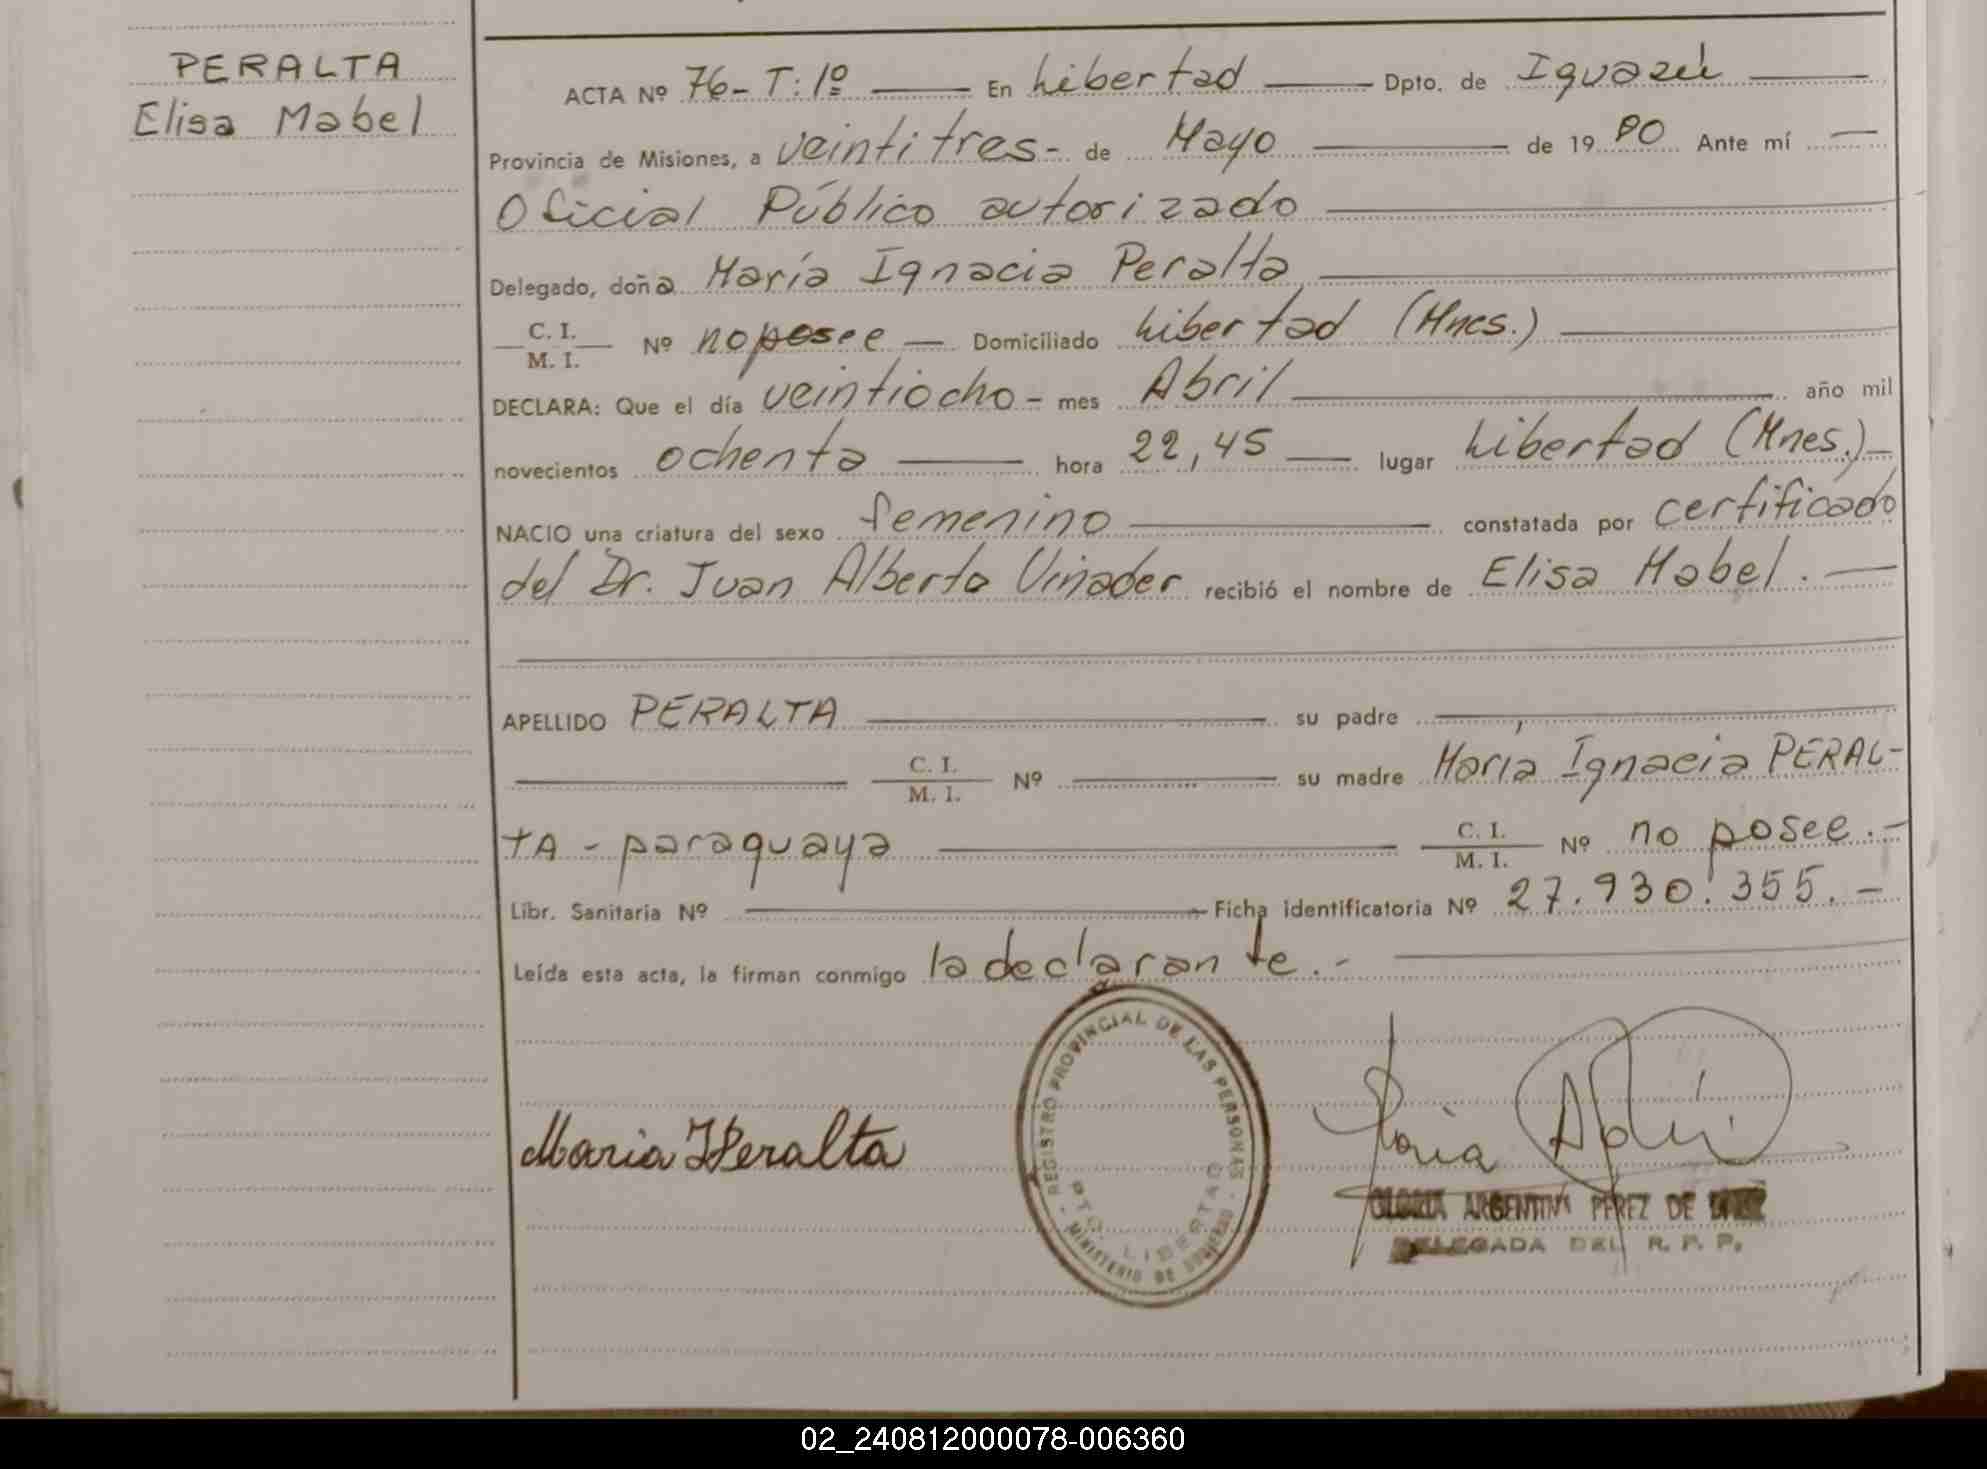 PERALTA
Elisa Mabel
ACTA Nº 76- T: 1º En Libertad Dpto. de Iguazú
Provincia de Misiones, a veintitres- de Mayo de 19 80 Ante mí
Oficial Público autorizado
Delegado, doña María Ignacia Peralta
C. I.
M. I. Nº no posee Domiciliado Libertad (Mnes.)
DECLARA: Que el día veintiocho- mes Abril año mil
novecientos ochenta hora 22,45 lugar Libertad (Mnes.)-
NACIO una criatura del sexo femenino constatada por certificado
del Dr. Juan Alberto Viñader recibió el nombre de Elisa Mabel.
APELLIDO PERALTA su padre
C. I.
M. I. Nº su madre María Ignacia PERAL-
TA - paraguaya C. I.
M. I. Nº no posee.-
Libr. Sanitaria Nº Ficha identificatoria Nº 27.930.355.-
Leída esta acta, la firman conmigo la declarante.-
REGISTRO PROVINCIAL DE LAS PERSONAS
PTO. LIBERTAD
MINISTERIO DE GOBIERNO
Maria I Peralta
GLORIA ARGENTINA PEREZ DE
DELEGADA DEL R. P. P.
02_240812000078-006360